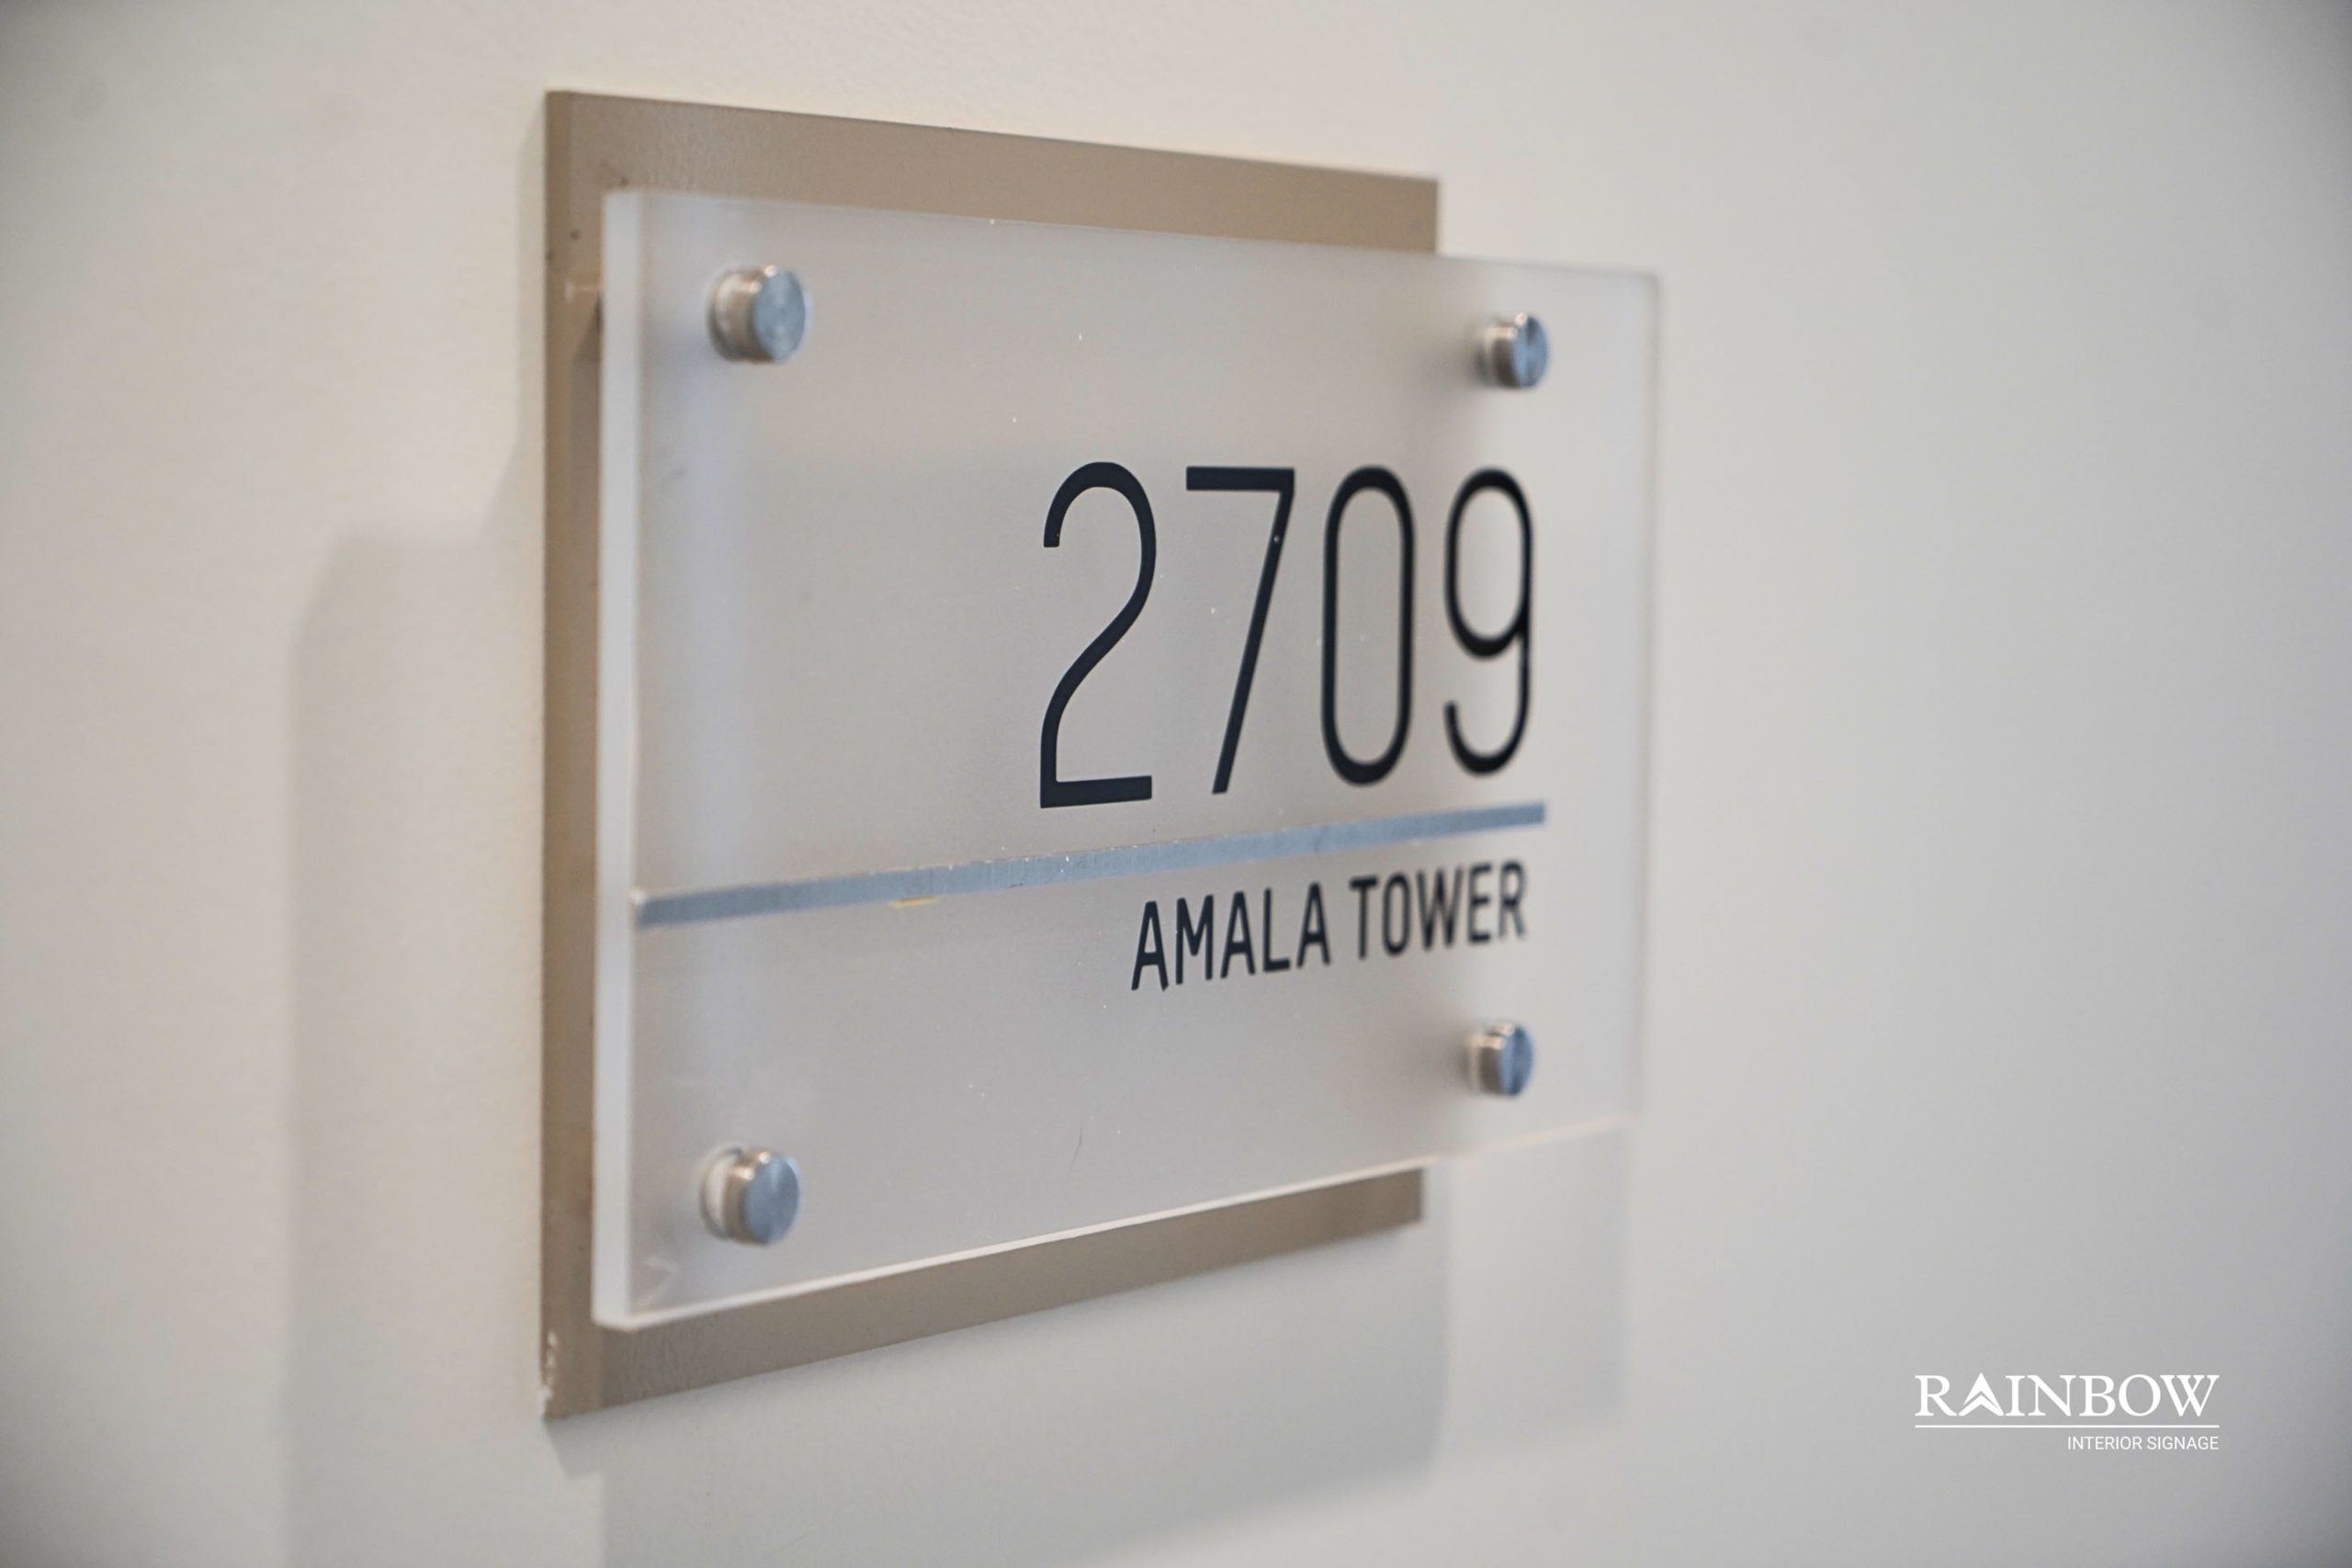 2709
AMALA TOWER
RAINBOW
INTERIOR SIGNAGE